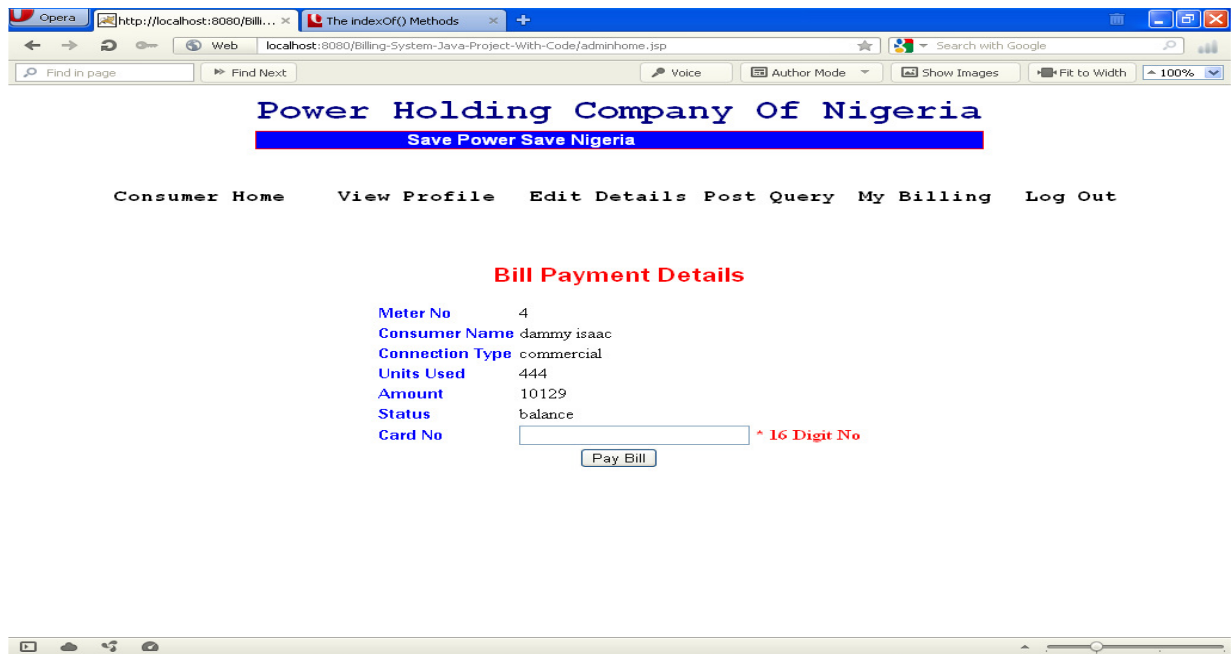 Opera http://localhost:8080/Billi... The indexOf() Methods
Web localhost:8080/Billing-System-Java-Project-With-Code/adminhome.jsp Search with Google
Find in page Find Next Voice Author Mode Show Images Fit to Width 100%
Power Holding Company Of Nigeria
Save Power Save Nigeria
Consumer Home View Profile Edit Details Post Query My Billing Log Out
Bill Payment Details
Meter No 4
Consumer Name dammy isaac
Connection Type commercial
Units Used 444
Amount 10129
Status balance
Card No * 16 Digit No
Pay Bill